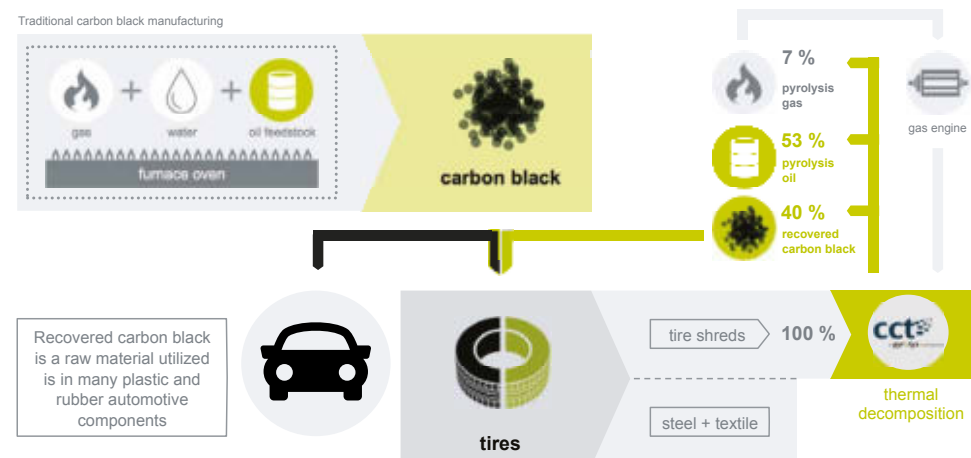 Traditional carbon black manufacturing
gas
water
oil feedstock
furnace oven
carbon black
7 %
pyrolysis
gas
53 %
pyrolysis
oil
40 %
recovered
carbon black
gas engine
Recovered carbon black
is a raw material utilized
is in many plastic and
rubber automotive
components
tires
tire shreds
100 %
steel + textile
cct
thermal
decomposition